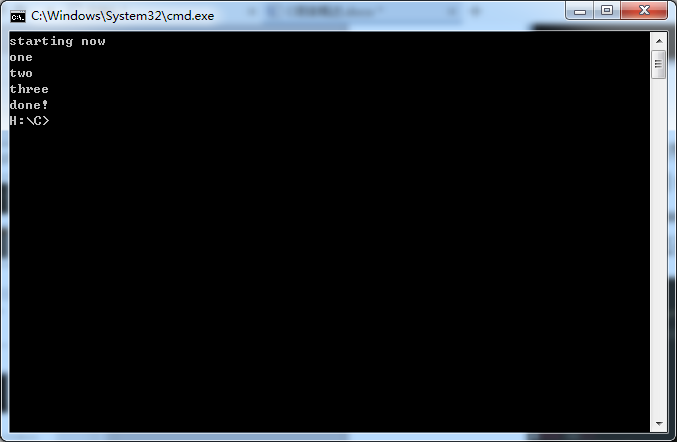 C:\Windows\System32\cmd.exe
starting now
one
two
three
done!
H:\C>